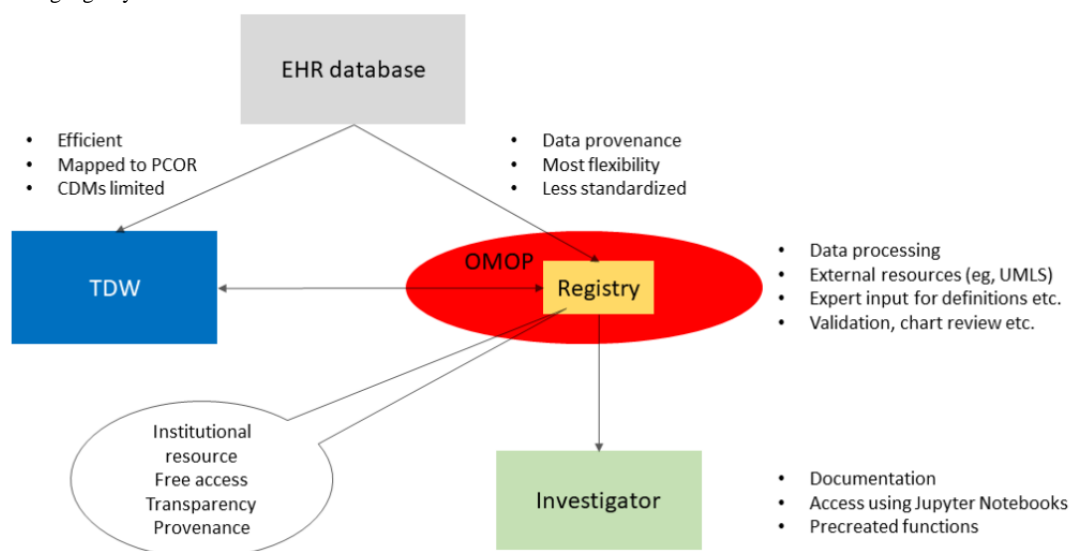 EHR database
• Efficient
• Mapped to PCOR
• CDMs limited
• Data provenance
• Most flexibility
• Less standardized
TDW
OMOP
Registry
• Data processing
• External resources (eg, UMLS)
• Expert input for definitions etc.
• Validation, chart review etc.
Institutional
resource
Free access
Transparency
Provenance
Investigator
• Documentation
• Access using Jupyter Notebooks
• Precreated functions